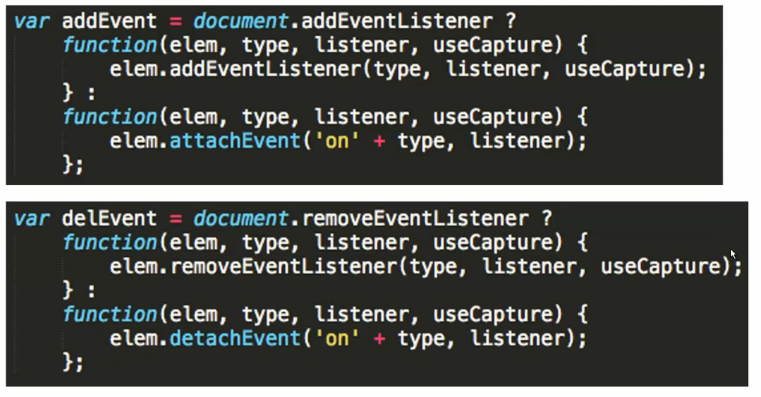 var addEvent = document.addEventListener ?
    function(elem, type, listener, useCapture) {
        elem.addEventListener(type, listener, useCapture);
    } :
    function(elem, type, listener, useCapture) {
        elem.attachEvent('on' + type, listener);
    };
var delEvent = document.removeEventListener ?
    function(elem, type, listener, useCapture) {
        elem.removeEventListener(type, listener, useCapture);
    } :
    function(elem, type, listener, useCapture) {
        elem.detachEvent('on' + type, listener);
    };